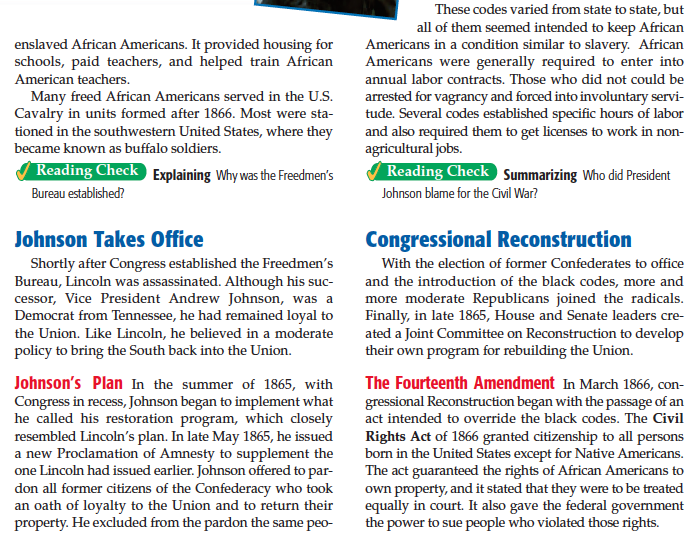 enslaved African Americans. It provided housing for
schools, paid teachers, and helped train African
American teachers.
Many freed African Americans served in the U.S.
Cavalry in units formed after 1866. Most were sta-
tioned in the southwestern United States, where they
became known as buffalo soldiers.
Reading Check Explaining Why was the Freedmen's
Bureau established?
Johnson Takes Office
Shortly after Congress established the Freedmen's
Bureau, Lincoln was assassinated. Although his suc-
cessor, Vice President Andrew Johnson, was a
Democrat from Tennessee, he had remained loyal to
the Union. Like Lincoln, he believed in a moderate
policy to bring the South back into the Union.
Johnson's Plan In the summer of 1865, with
Congress in recess, Johnson began to implement what
he called his restoration program, which closely
resembled Lincoln's plan. In late May 1865, he issued
a new Proclamation of Amnesty to supplement the
one Lincoln had issued earlier. Johnson offered to par-
don all former citizens of the Confederacy who took
an oath of loyalty to the Union and to return their
property. He excluded from the pardon the same peo-
These codes varied from state to state, but
all of them seemed intended to keep African
Americans in a condition similar to slavery. African
Americans were generally required to enter into
annual labor contracts. Those who did not could be
arrested for vagrancy and forced into involuntary servi-
tude. Several codes established specific hours of labor
and also required them to get licenses to work in non-
agricultural jobs.
Reading Check Summarizing Who did President
Johnson blame for the Civil War?
Congressional Reconstruction
With the election of former Confederates to office
and the introduction of the black codes, more and
more moderate Republicans joined the radicals.
Finally, in late 1865, House and Senate leaders cre-
ated a Joint Committee on Reconstruction to develop
their own program for rebuilding the Union.
The Fourteenth Amendment In March 1866, con-
gressional Reconstruction began with the passage of an
act intended to override the black codes. The Civil
Rights Act of 1866 granted citizenship to all persons
born in the United States except for Native Americans.
The act guaranteed the rights of African Americans to
own property, and it stated that they were to be treated
equally in court. It also gave the federal government
the power to sue people who violated those rights.